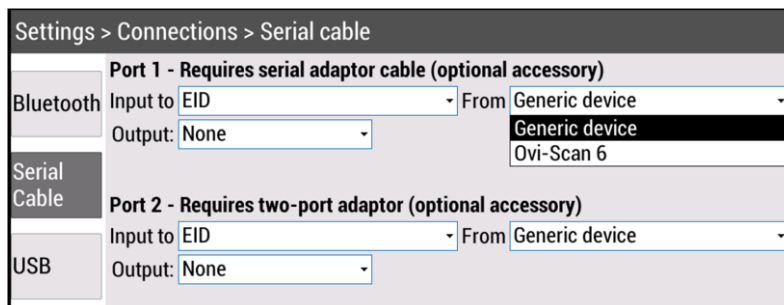 Settings > Connections > Serial cable
Port 1 - Requires serial adaptor cable (optional accessory)
Bluetooth Input to EID From Generic device
Output: None Generic device
Ovi-Scan 6
Serial
Cable
Port 2 - Requires two-port adaptor (optional accessory)
Input to EID From Generic device
USB Output: None